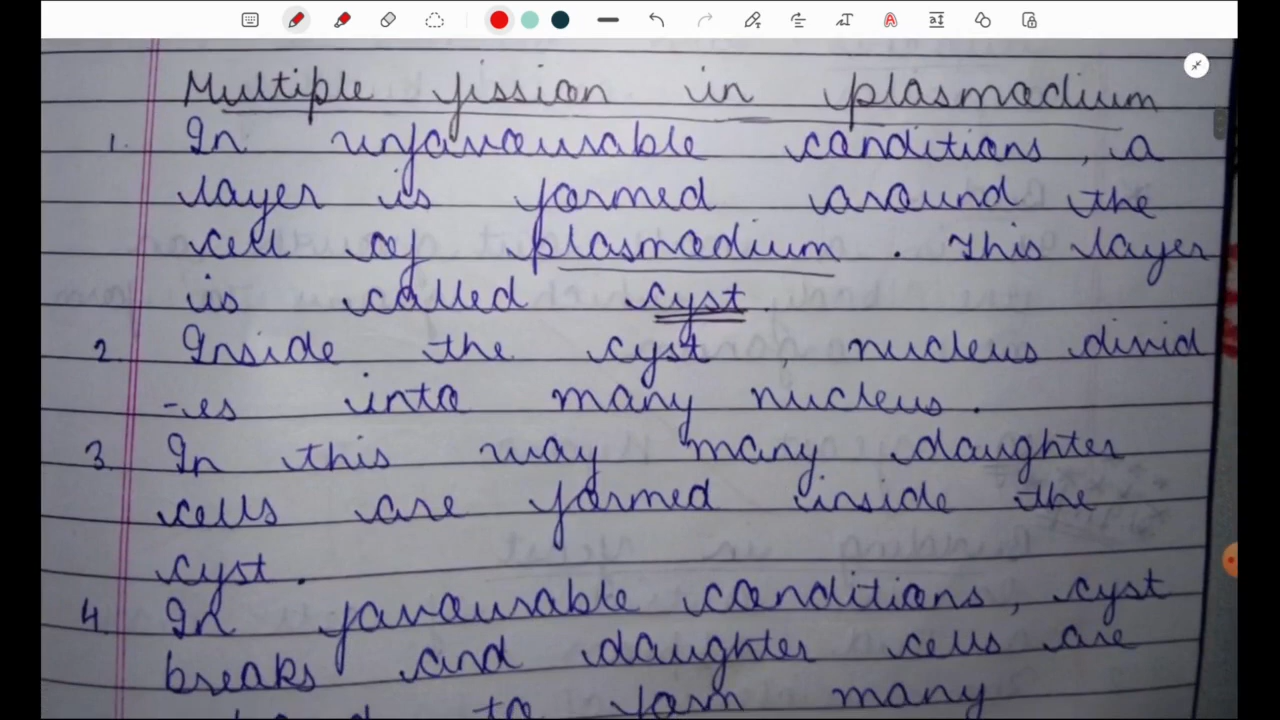 Multiple fission in plasmodium
1. In unfavourable conditions, a
layer is formed around the
cell of plasmodium. This layer
is called cyst.
2. Inside the cyst, nucleus divid
-es into many nucleus.
3. In this way many daughter
cells are formed inside the
cyst.
4. In favourable conditions, cyst
breaks and daughter cells are
to form many